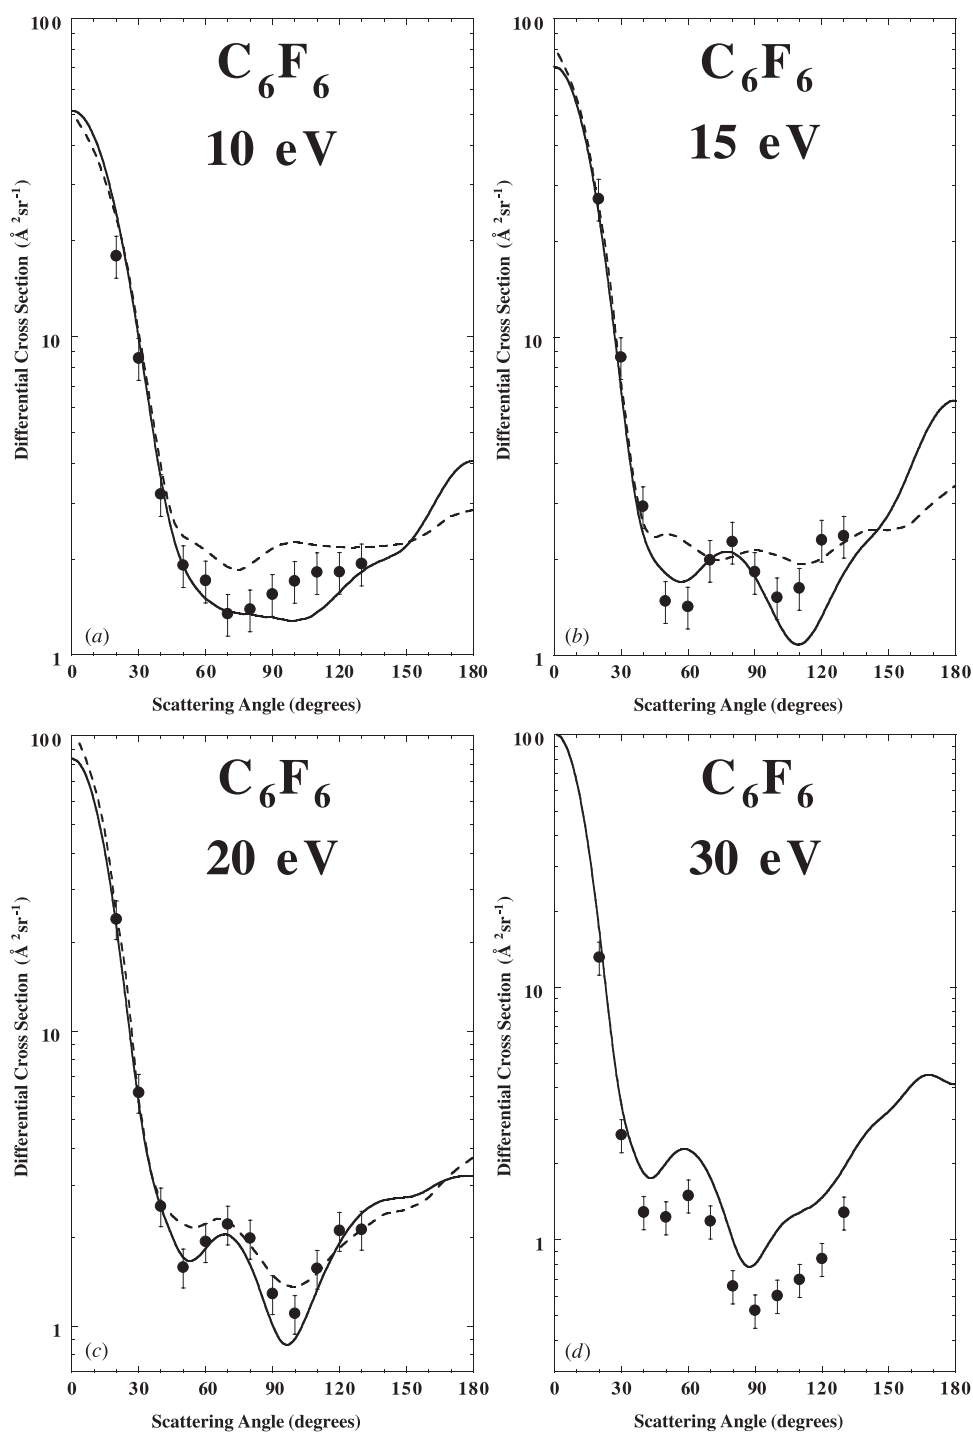 100
C6F6
10 eV
Differential Cross Section (Å 2sr-1)
10
1
(a)
0 30 60 90 120 150 180
Scattering Angle (degrees)
100
C6F6
15 eV
Differential Cross Section (Å 2sr-1)
10
1
(b)
0 30 60 90 120 150 180
Scattering Angle (degrees)
100
C6F6
20 eV
Differential Cross Section (Å 2sr-1)
10
1
(c)
0 30 60 90 120 150 180
Scattering Angle (degrees)
100
C6F6
30 eV
Differential Cross Section (Å 2sr-1)
10
1
(d)
0 30 60 90 120 150 180
Scattering Angle (degrees)